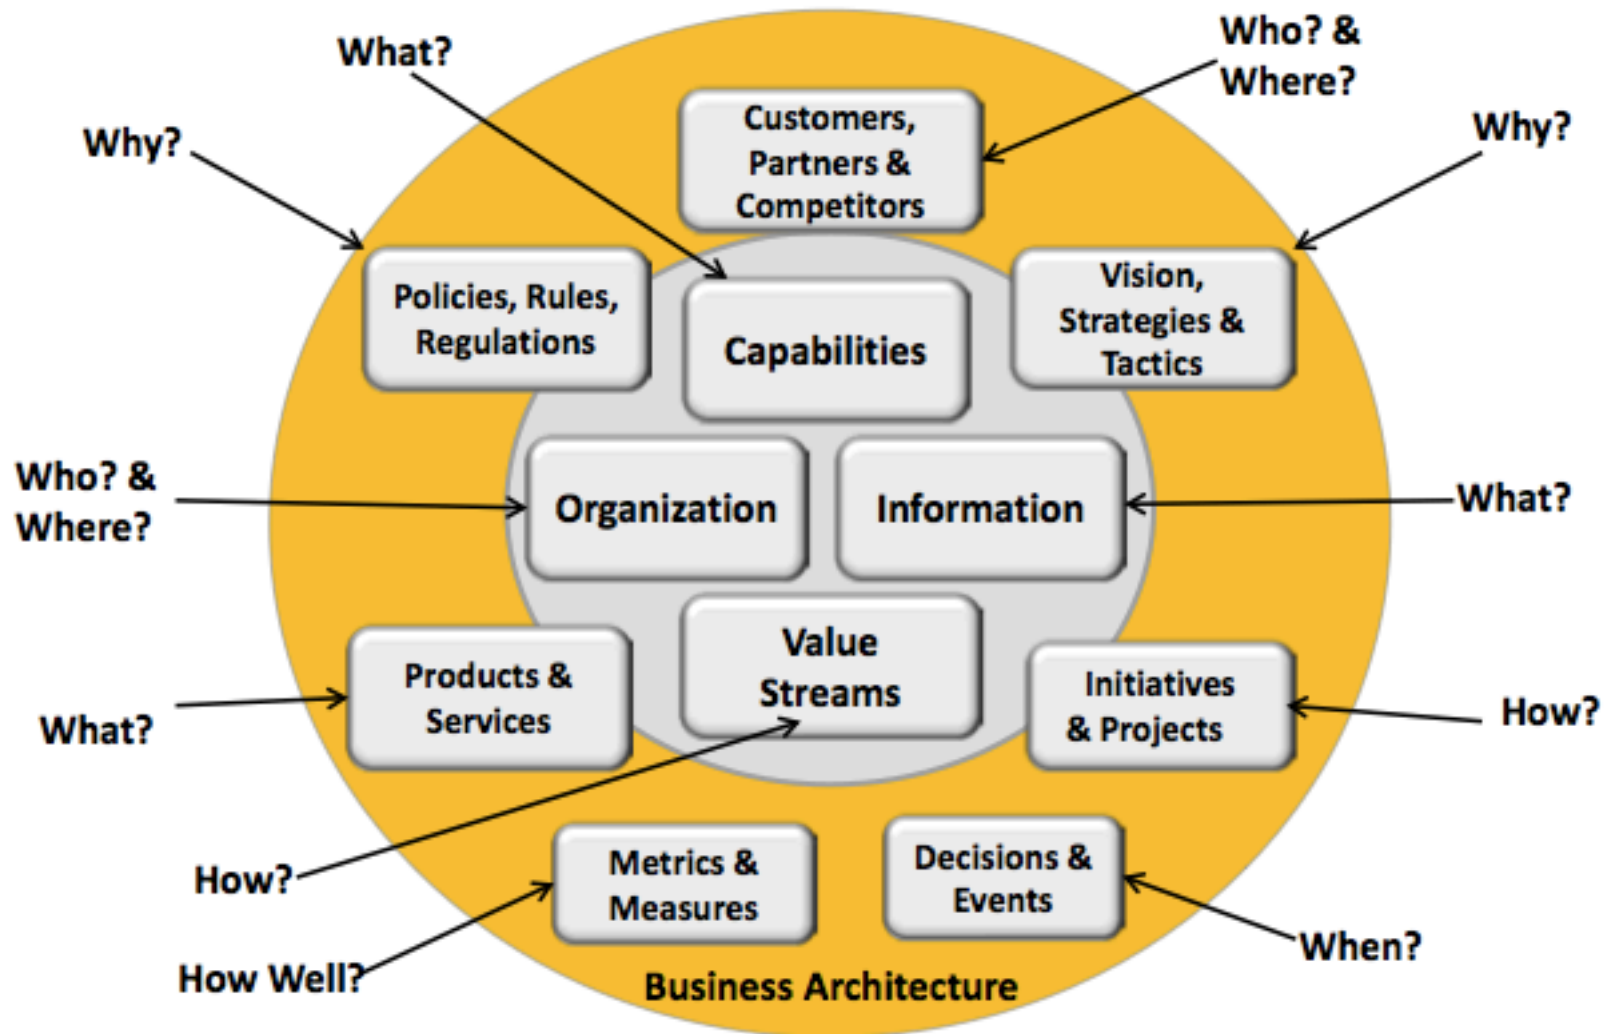 What?
Who? &
Where?
Why?
Why?
Customers,
Partners &
Competitors
Policies, Rules,
Regulations
Vision,
Strategies &
Tactics
Capabilities
Who? &
Where?
Organization
Information
What?
Value
Streams
Products &
Services
What?
Initiatives
& Projects
How?
How?
Metrics &
Measures
Decisions &
Events
How Well?
When?
Business Architecture